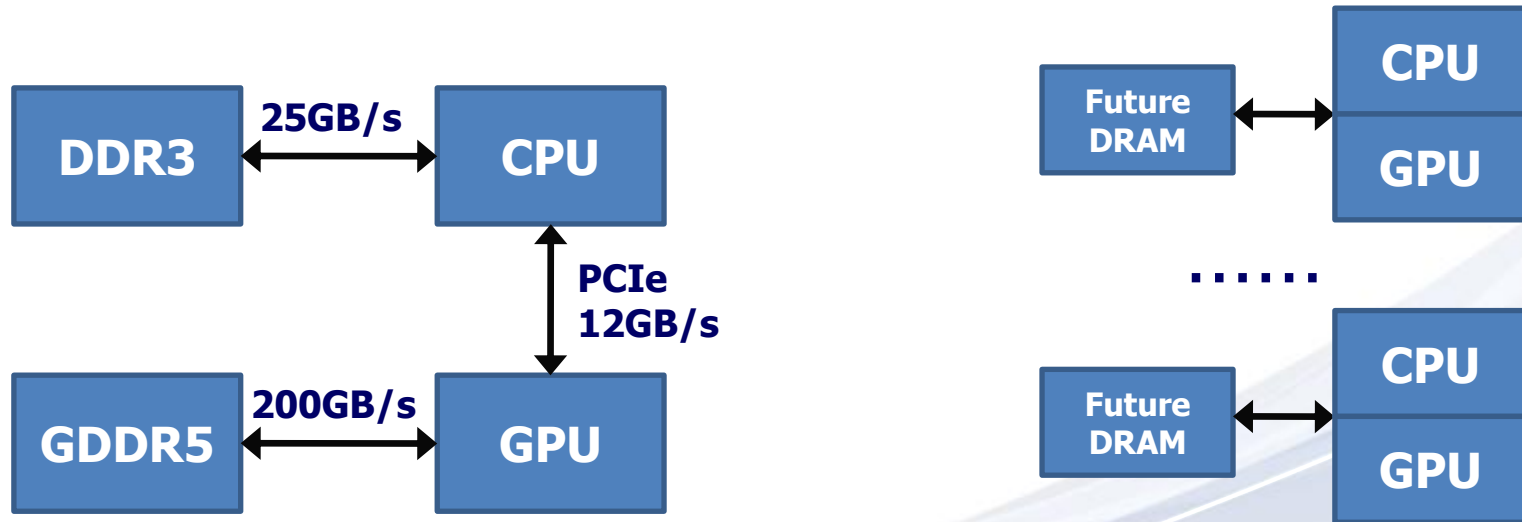 DDR3
25GB/s
CPU
PCIe
12GB/s
GDDR5
200GB/s
GPU
Future
DRAM
CPU
GPU
......
Future
DRAM
CPU
GPU